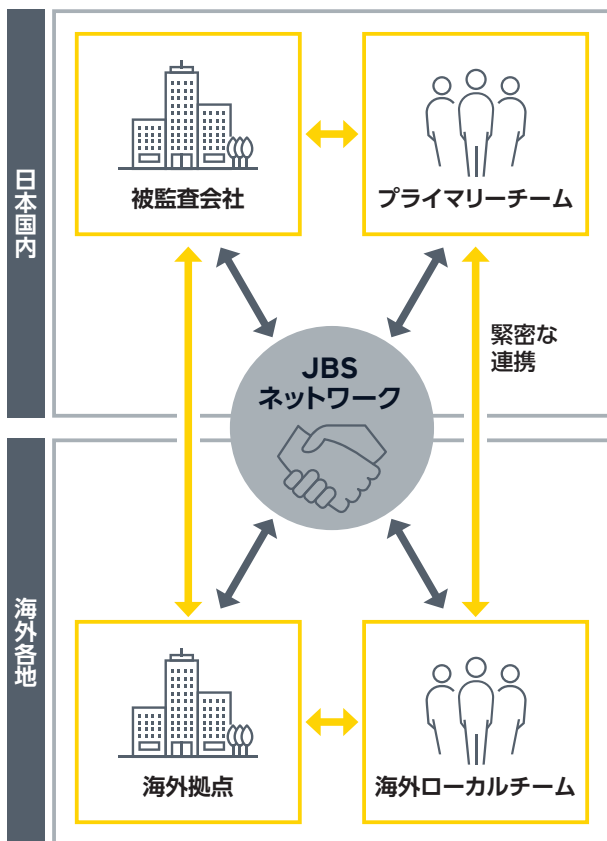 日本国内
被監査会社
プライマリーチーム
緊密な
連携
JBS
ネットワーク
海外各地
海外拠点
海外ローカルチーム